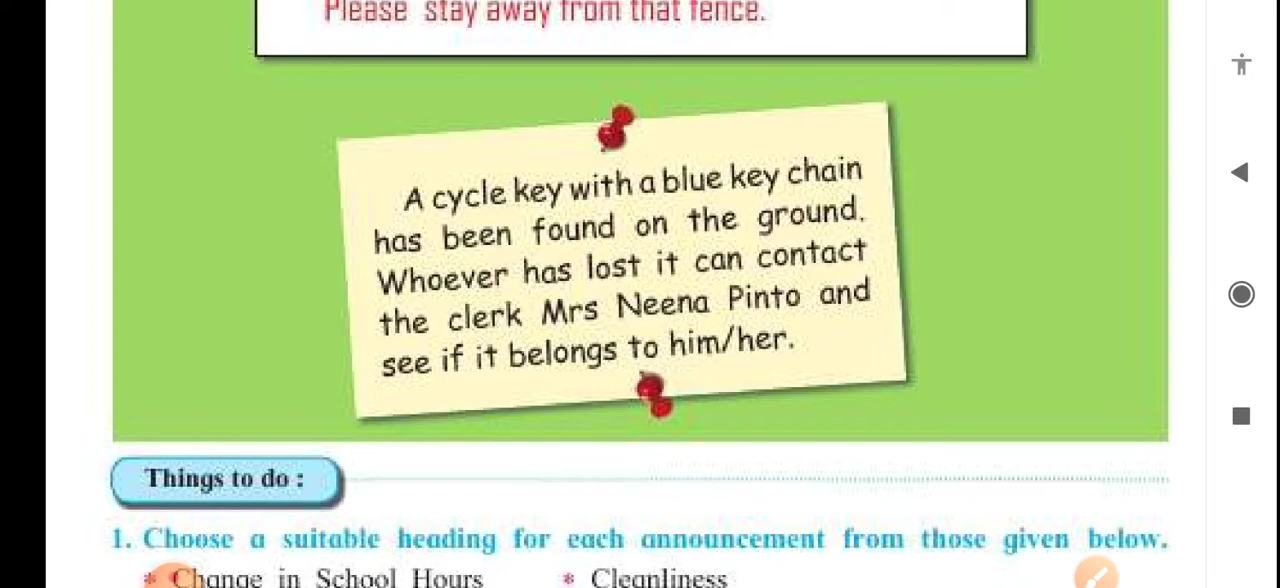 Please stay away from that fence.
A cycle key with a blue key chain
has been found on the ground.
Whoever has lost it can contact
the clerk Mrs Neena Pinto and
see if it belongs to him/her.
Things to do :
1. Choose a suitable heading for each announcement from those given below.
* Change in School Hours * Cleanliness